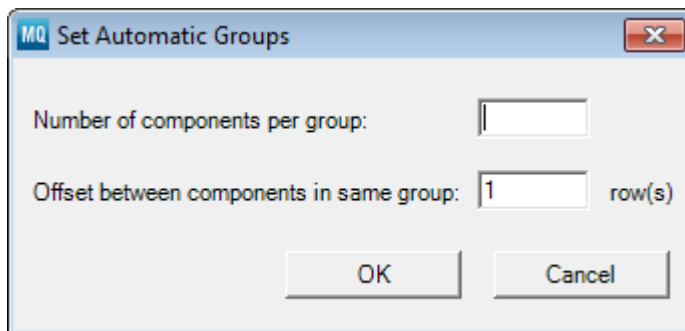 MQ Set Automatic Groups
Number of components per group:
Offset between components in same group: 1 row(s)
OK Cancel